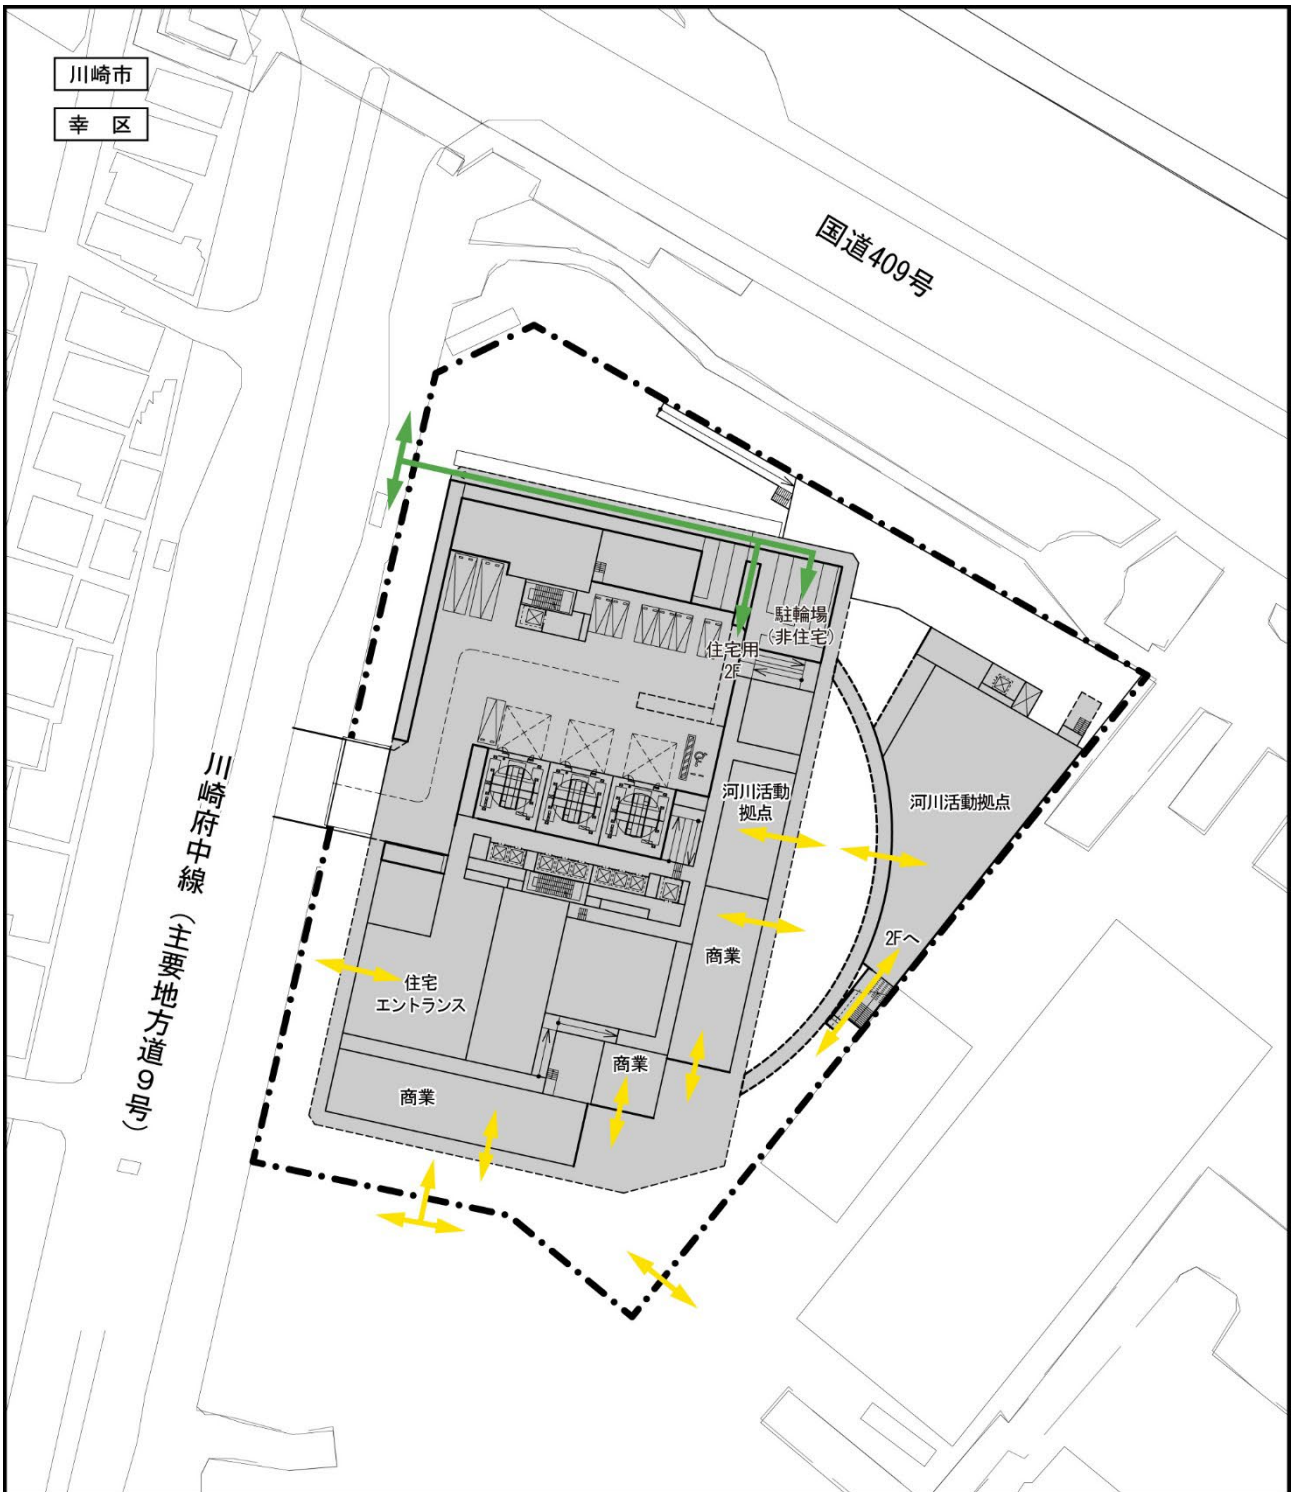 川崎市
幸 区
国道409号
駐輪場
(非住宅)
住宅用
2F
河川活動
拠点
河川活動拠点
川崎府中線(主要地方道9号)
2Fへ
商業
住宅
エントランス
商業
商業